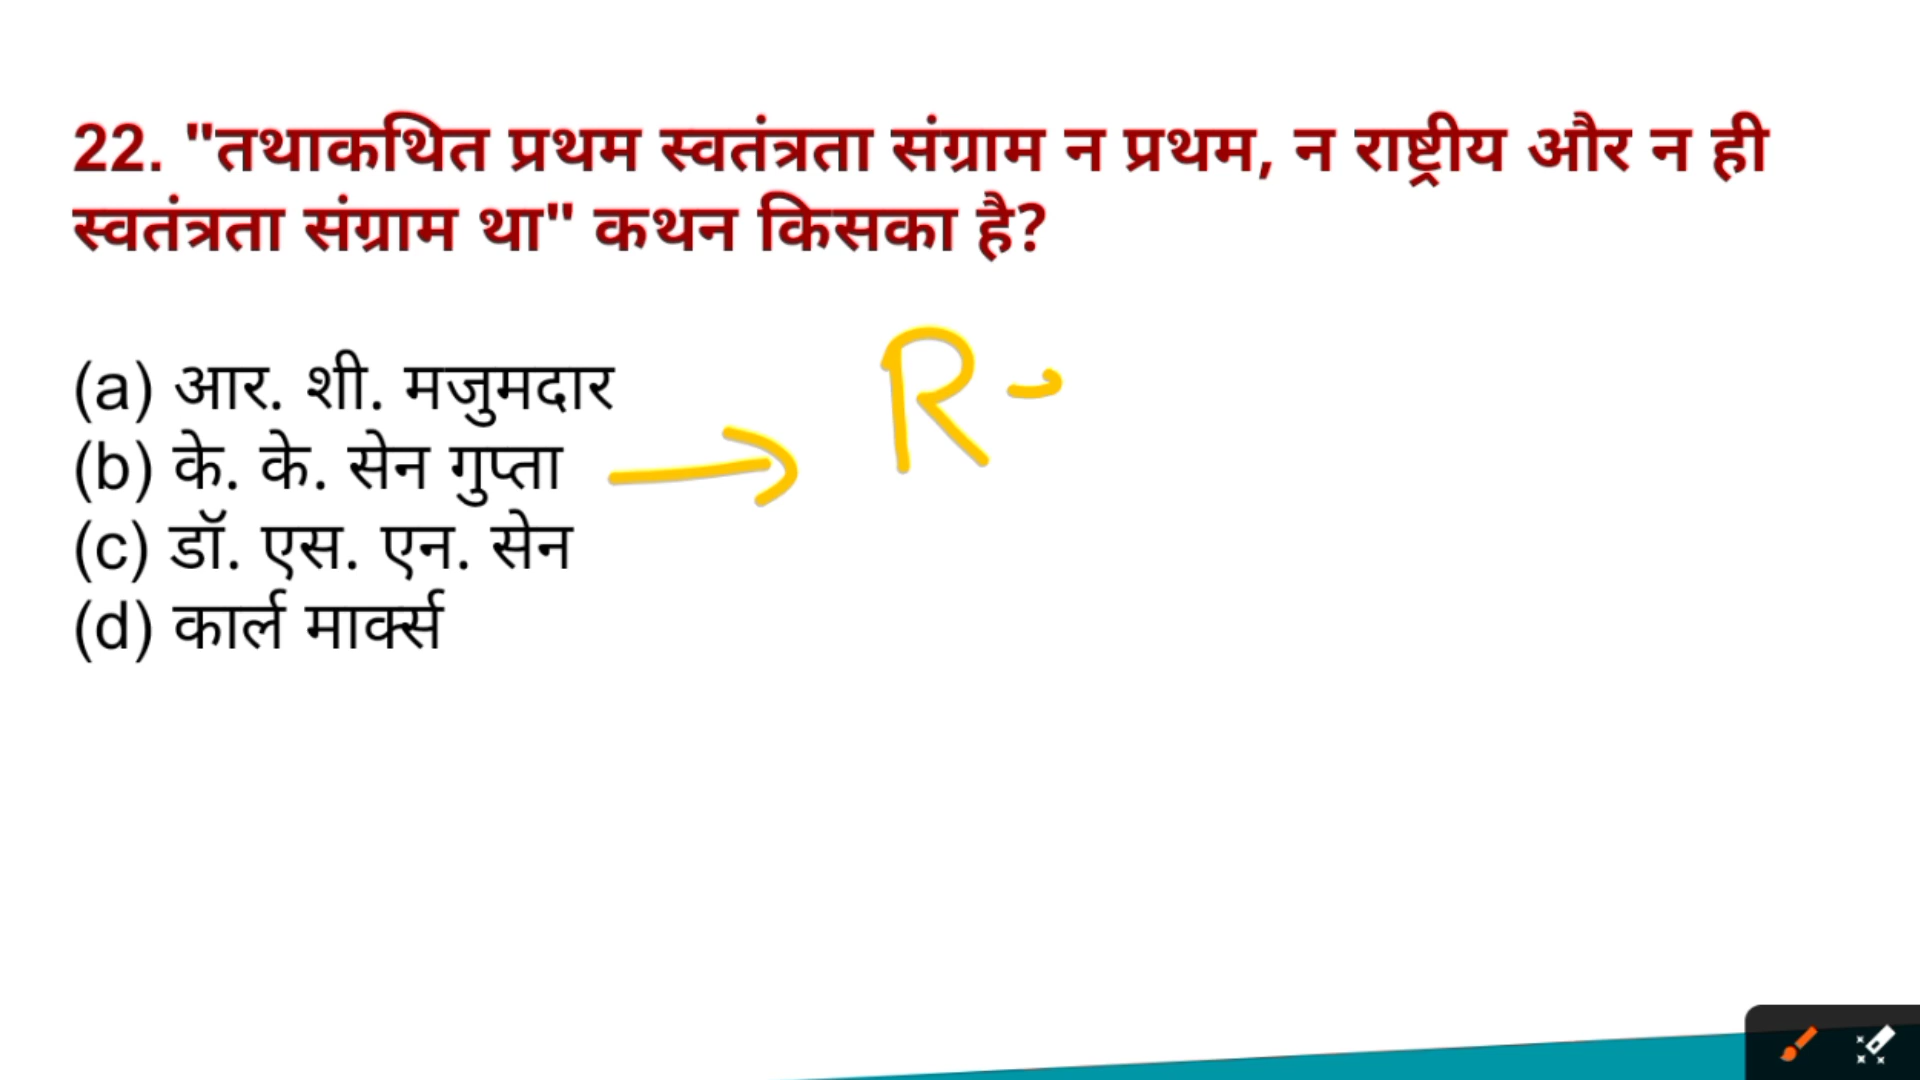 22. "तथाकथित प्रथम स्वतंत्रता संग्राम न प्रथम, न राष्ट्रीय और न ही
स्वतंत्रता संग्राम था" कथन किसका है?
(a) आर. शी. मजुमदार
(b) के. के. सेन गुप्ता
(c) डॉ. एस. एन. सेन
(d) कार्ल मार्क्स
R-